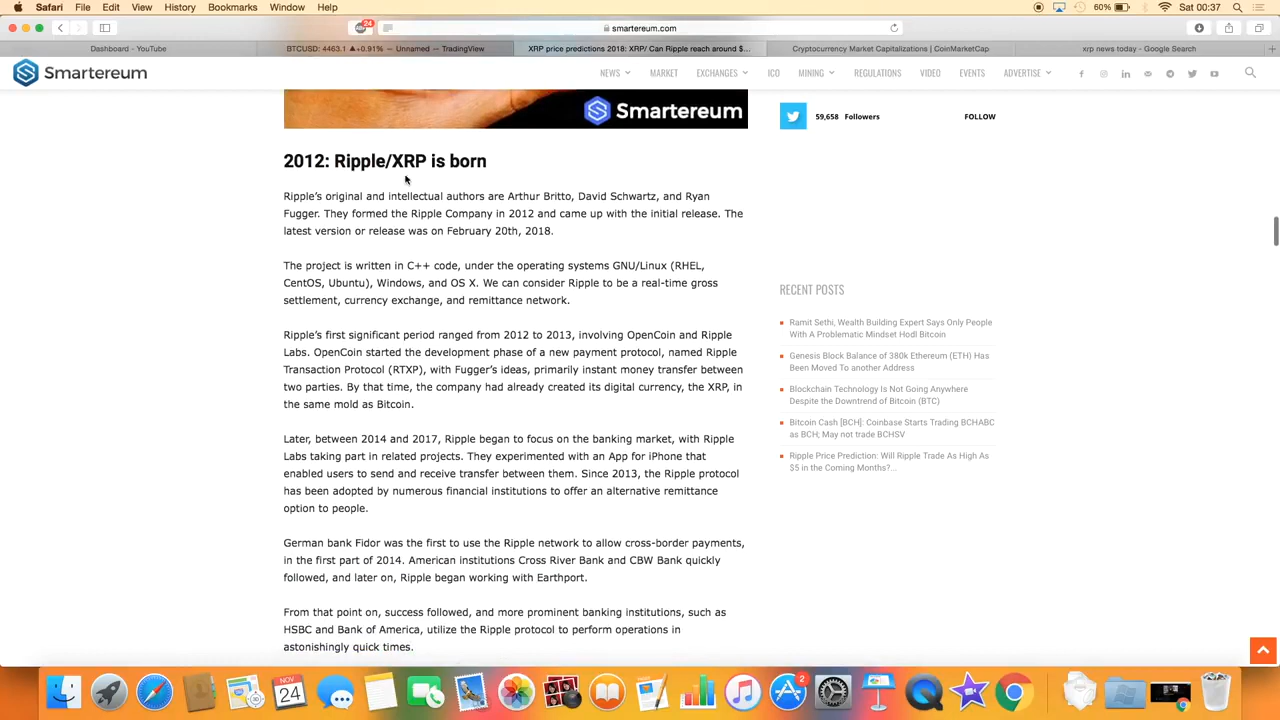 Safari File Edit View History Bookmarks Window Help 60% Sat 00:37
24 smartereum.com
Dashboard - YouTube BTCUSD: 4463.1 ▲+0.91% — Unnamed — TradingView XRP price predictions 2018: XRP/ Can Ripple reach around $... Cryptocurrency Market Capitalizations | CoinMarketCap xrp news today - Google Search
Smartereum NEWS MARKET EXCHANGES ICO MINING REGULATIONS VIDEO EVENTS ADVERTISE
Smartereum
59,658 Followers FOLLOW
2012: Ripple/XRP is born
Ripple's original and intellectual authors are Arthur Britto, David Schwartz, and Ryan
Fugger. They formed the Ripple Company in 2012 and came up with the initial release. The
latest version or release was on February 20th, 2018.
The project is written in C++ code, under the operating systems GNU/Linux (RHEL,
CentOS, Ubuntu), Windows, and OS X. We can consider Ripple to be a real-time gross
settlement, currency exchange, and remittance network.
Ripple's first significant period ranged from 2012 to 2013, involving OpenCoin and Ripple
Labs. OpenCoin started the development phase of a new payment protocol, named Ripple
Transaction Protocol (RTXP), with Fugger's ideas, primarily instant money transfer between
two parties. By that time, the company had already created its digital currency, the XRP, in
the same mold as Bitcoin.
Later, between 2014 and 2017, Ripple began to focus on the banking market, with Ripple
Labs taking part in related projects. They experimented with an App for iPhone that
enabled users to send and receive transfer between them. Since 2013, the Ripple protocol
has been adopted by numerous financial institutions to offer an alternative remittance
option to people.
German bank Fidor was the first to use the Ripple network to allow cross-border payments,
in the first part of 2014. American institutions Cross River Bank and CBW Bank quickly
followed, and later on, Ripple began working with Earthport.
From that point on, success followed, and more prominent banking institutions, such as
HSBC and Bank of America, utilize the Ripple protocol to perform operations in
astonishingly quick times.
RECENT POSTS
Ramit Sethi, Wealth Building Expert Says Only People
With A Problematic Mindset Hodl Bitcoin
Genesis Block Balance of 380k Ethereum (ETH) Has
Been Moved To another Address
Blockchain Technology Is Not Going Anywhere
Despite the Downtrend of Bitcoin (BTC)
Bitcoin Cash [BCH]: Coinbase Starts Trading BCHABC
as BCH; May not trade BCHSV
Ripple Price Prediction: Will Ripple Trade As High As
$5 in the Coming Months?...
NOV
24
2